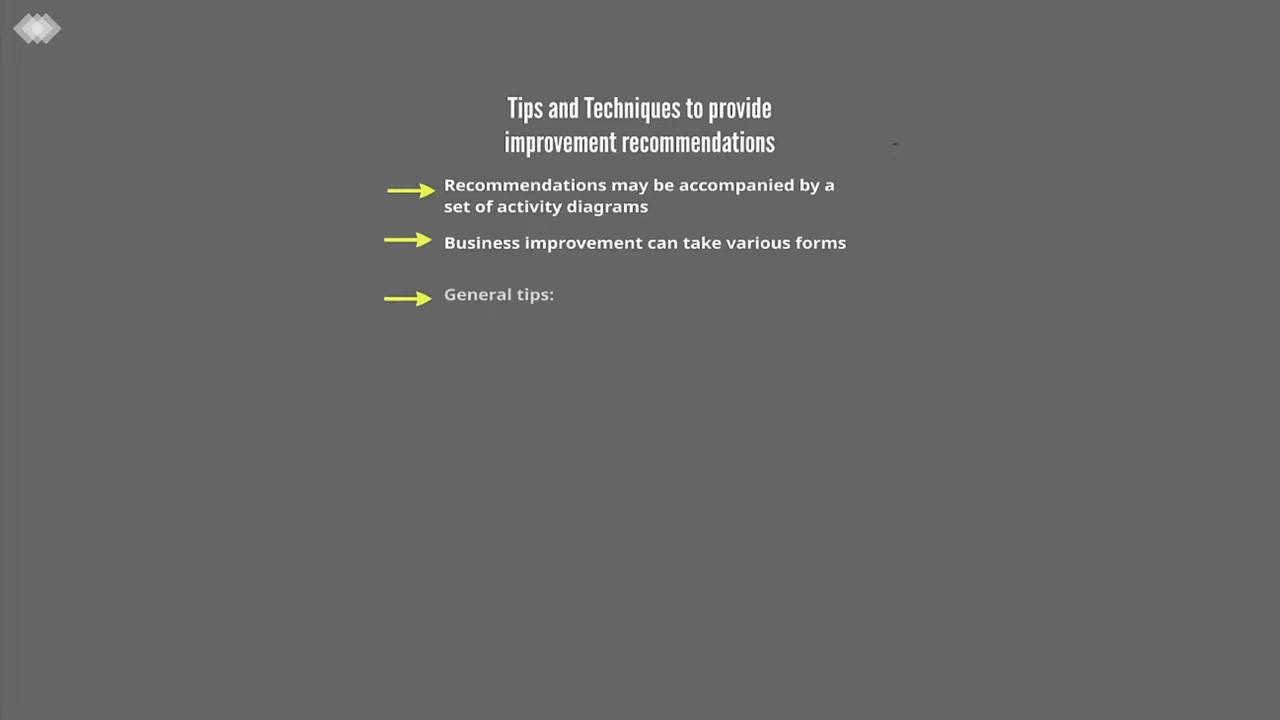 Tips and Techniques to provide
improvement recommendations
Recommendations may be accompanied by a
set of activity diagrams
Business improvement can take various forms
General tips: